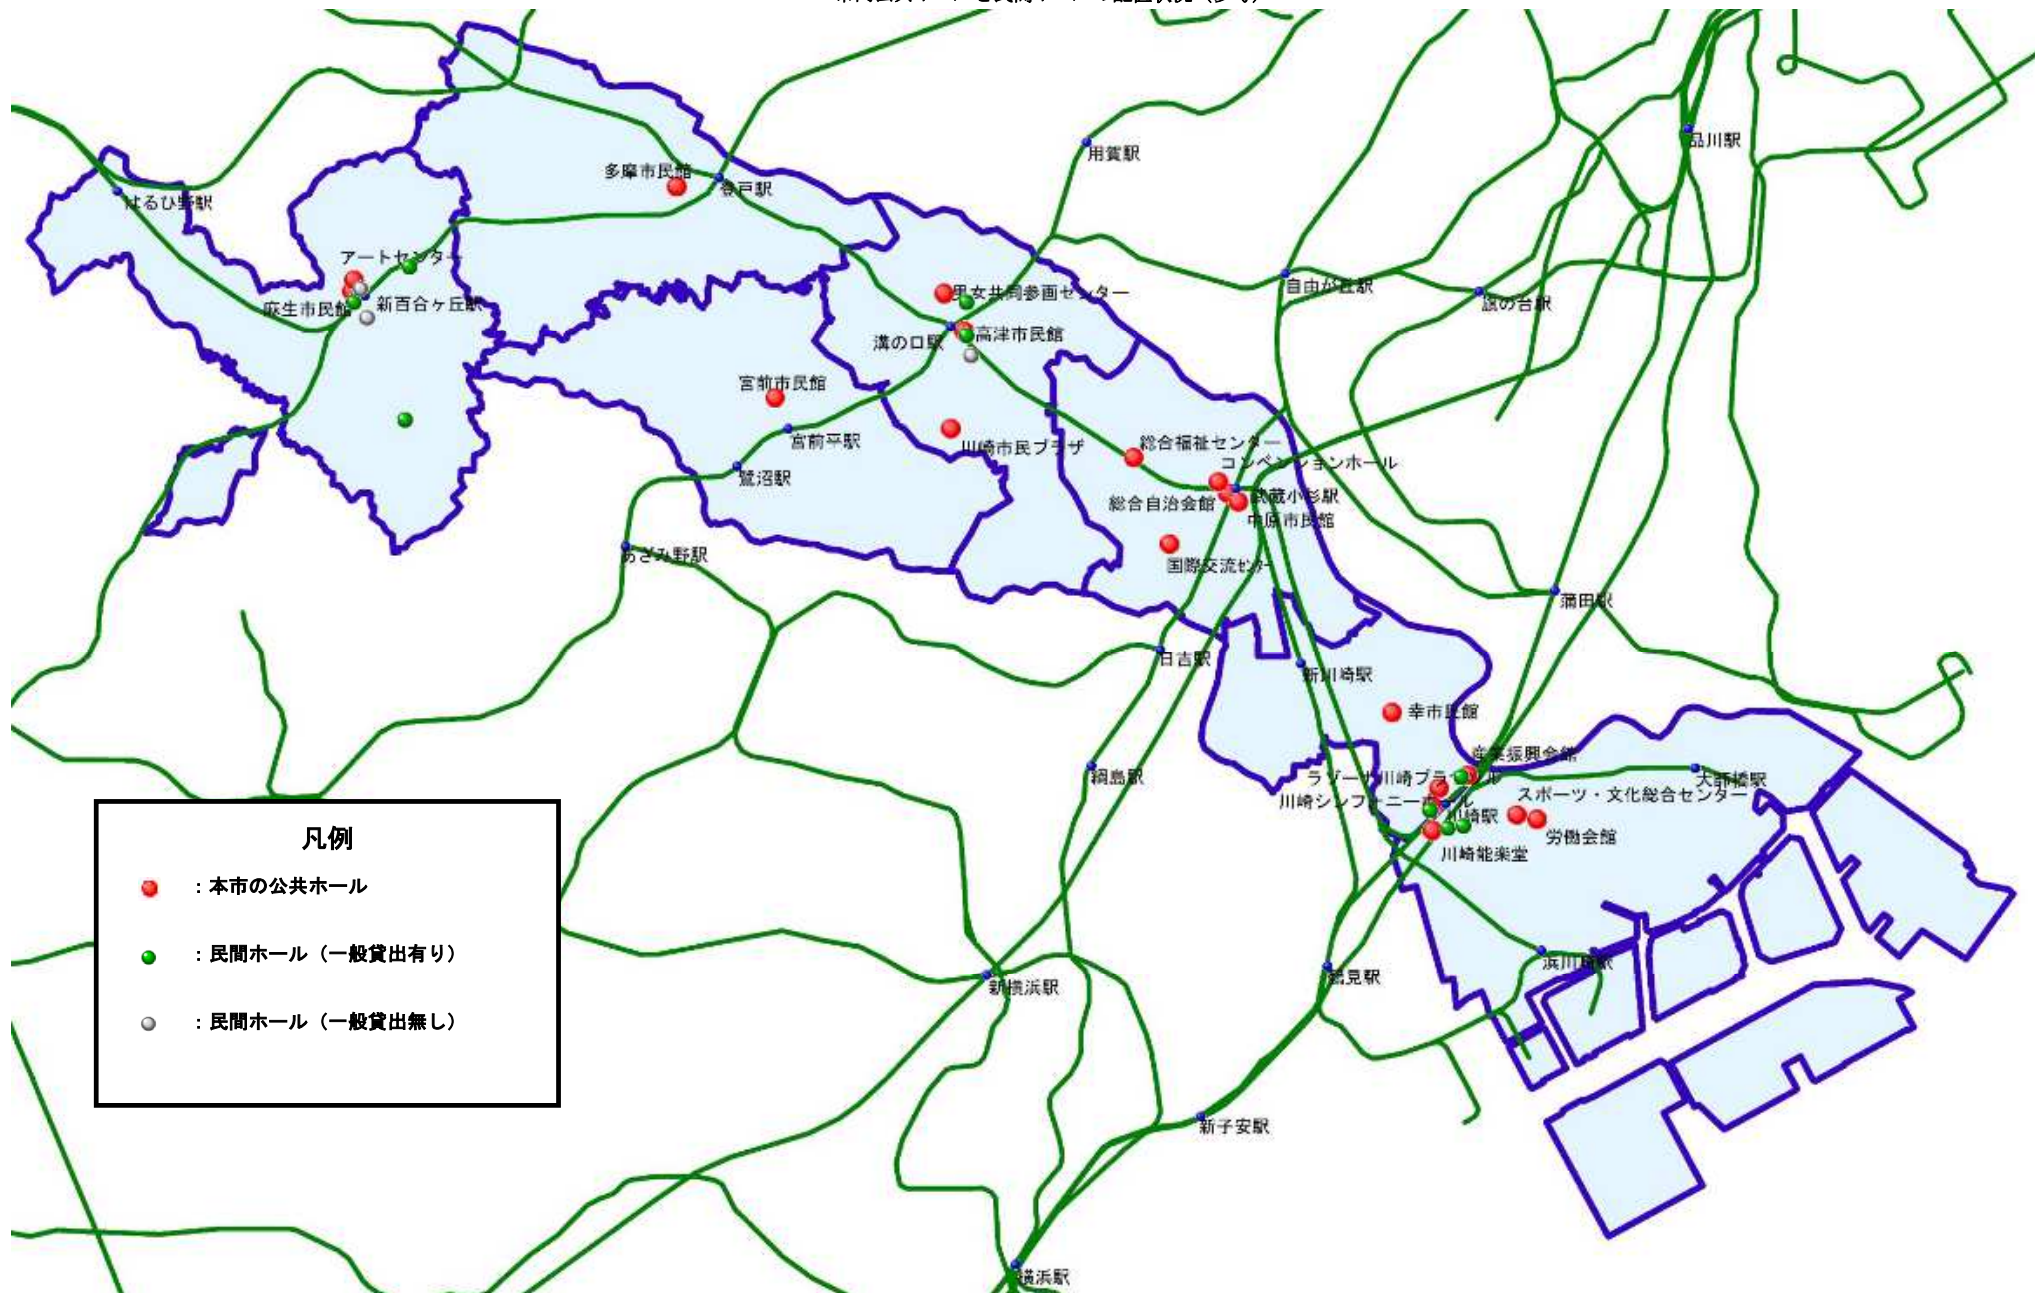 品川駅
用賀駅
多摩市民館
登戸駅
はるひ野駅
アートセンター
男女共同参画センター
自由が丘駅
旗の台駅
麻生市民館
新百合ヶ丘駅
高津市民館
溝の口駅
宮前市民館
宮前平駅
川崎市民プラザ
総合福祉センター
コンベンションホール
鷺沼駅
武蔵小杉駅
総合自治会館
中原市民館
あざみ野駅
国際交流センター
蒲田駅
日吉駅
新川崎駅
幸市民館
産業振興会館
綱島駅
ラゾーナ川崎プラザソル
大師橋駅
スポーツ・文化総合センター
川崎シンフォニーホール
川崎駅
労働会館
川崎能楽堂
凡例
：本市の公共ホール
：民間ホール（一般貸出有り）
：民間ホール（一般貸出無し）
浜川崎駅
鶴見駅
新横浜駅
新子安駅
横浜駅